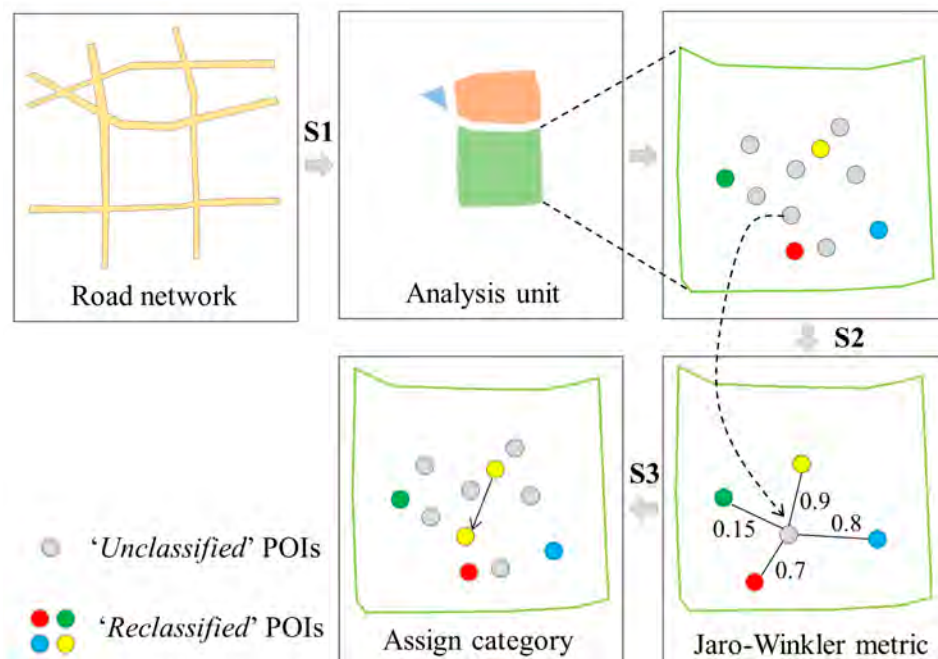 S1
Road network
Analysis unit
S2
S3
0.15
0.9
0.8
0.7
'Unclassified' POIs
'Reclassified' POIs
Assign category
Jaro-Winkler metric